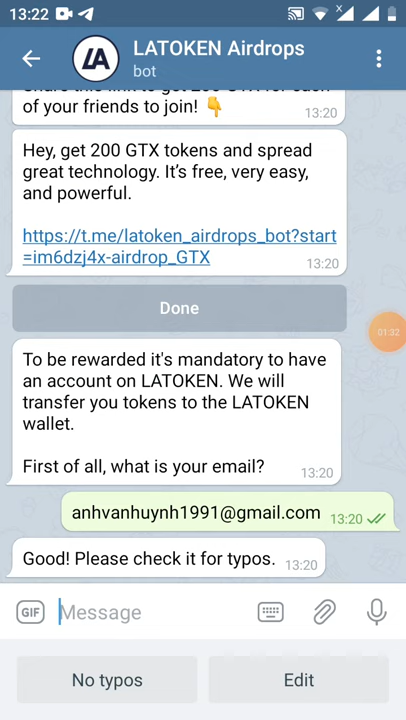 13:22
LATOKEN Airdrops
LA
bot
of your friends to join! 👇
13:20
Hey, get 200 GTX tokens and spread
great technology. It's free, very easy,
and powerful.
https://t.me/latoken_airdrops_bot?start
=im6dzj4x-airdrop_GTX
13:20
Done
01:32
To be rewarded it's mandatory to have
an account on LATOKEN. We will
transfer you tokens to the LATOKEN
wallet.
First of all, what is your email?
13:20
anhvanhuynh1991@gmail.com
13:20
Good! Please check it for typos.
13:20
GIF
Message
No typos
Edit